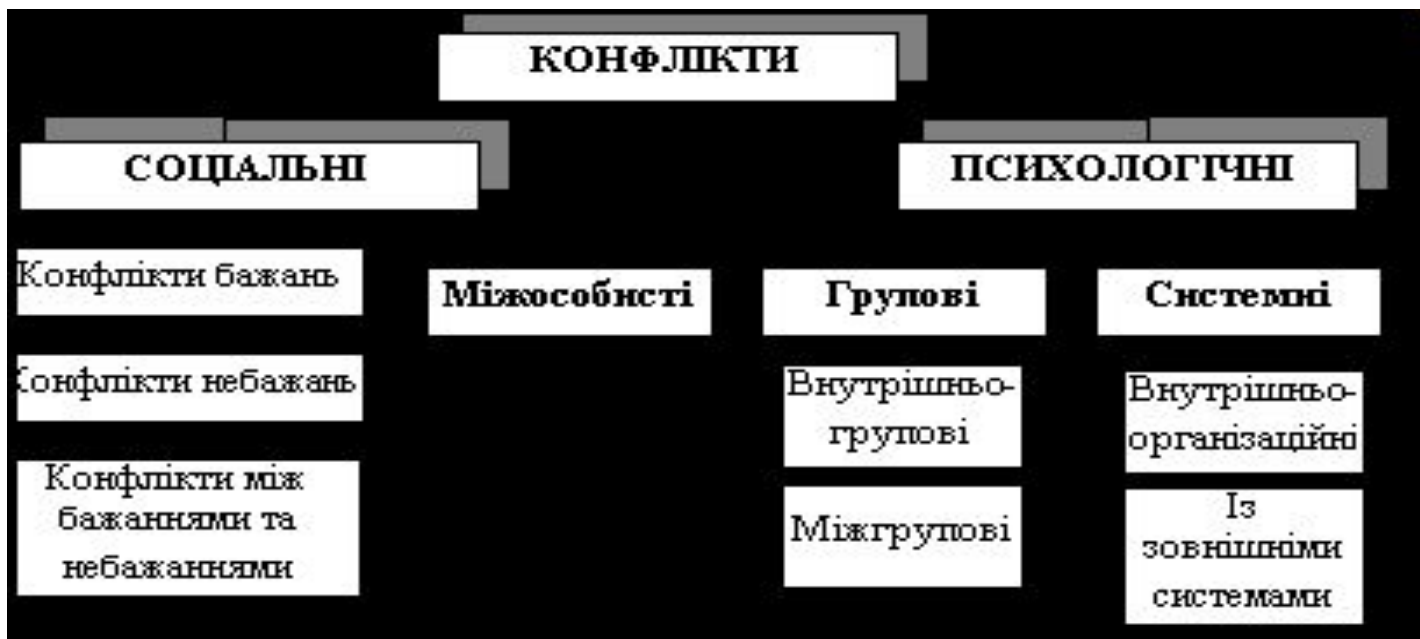 КОНФЛІКТИ
СОЦІАЛЬНІ
ПСИХОЛОГІЧНІ
Конфлікти бажань
Конфлікти небажань
Конфлікти між
бажаннями та
небажаннями
Міжособисті
Групові
Внутрішньо-
групові
Міжгрупові
Системні
Внутрішньо-
організаційні
Із
зовнішніми
системами